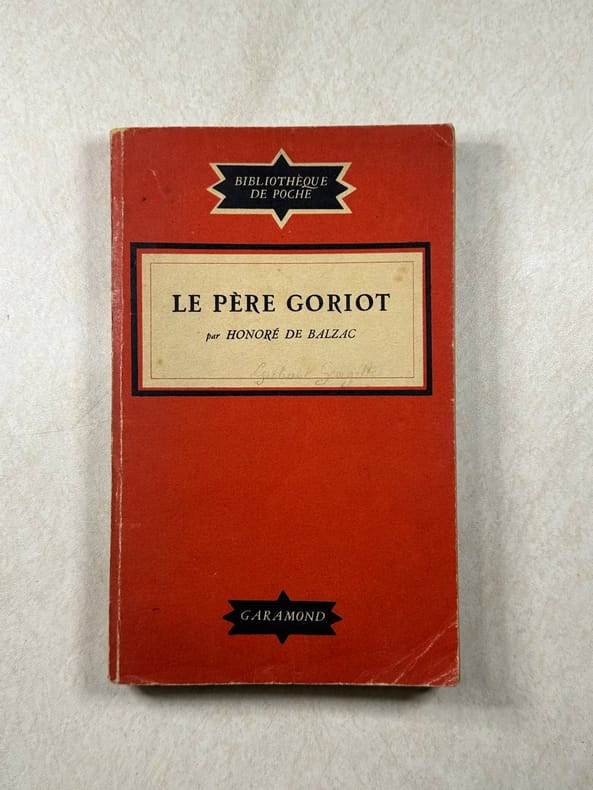 BIBLIOTHÈQUE
DE POCHE
LE PÈRE GORIOT
par HONORÉ DE BALZAC
GARAMOND